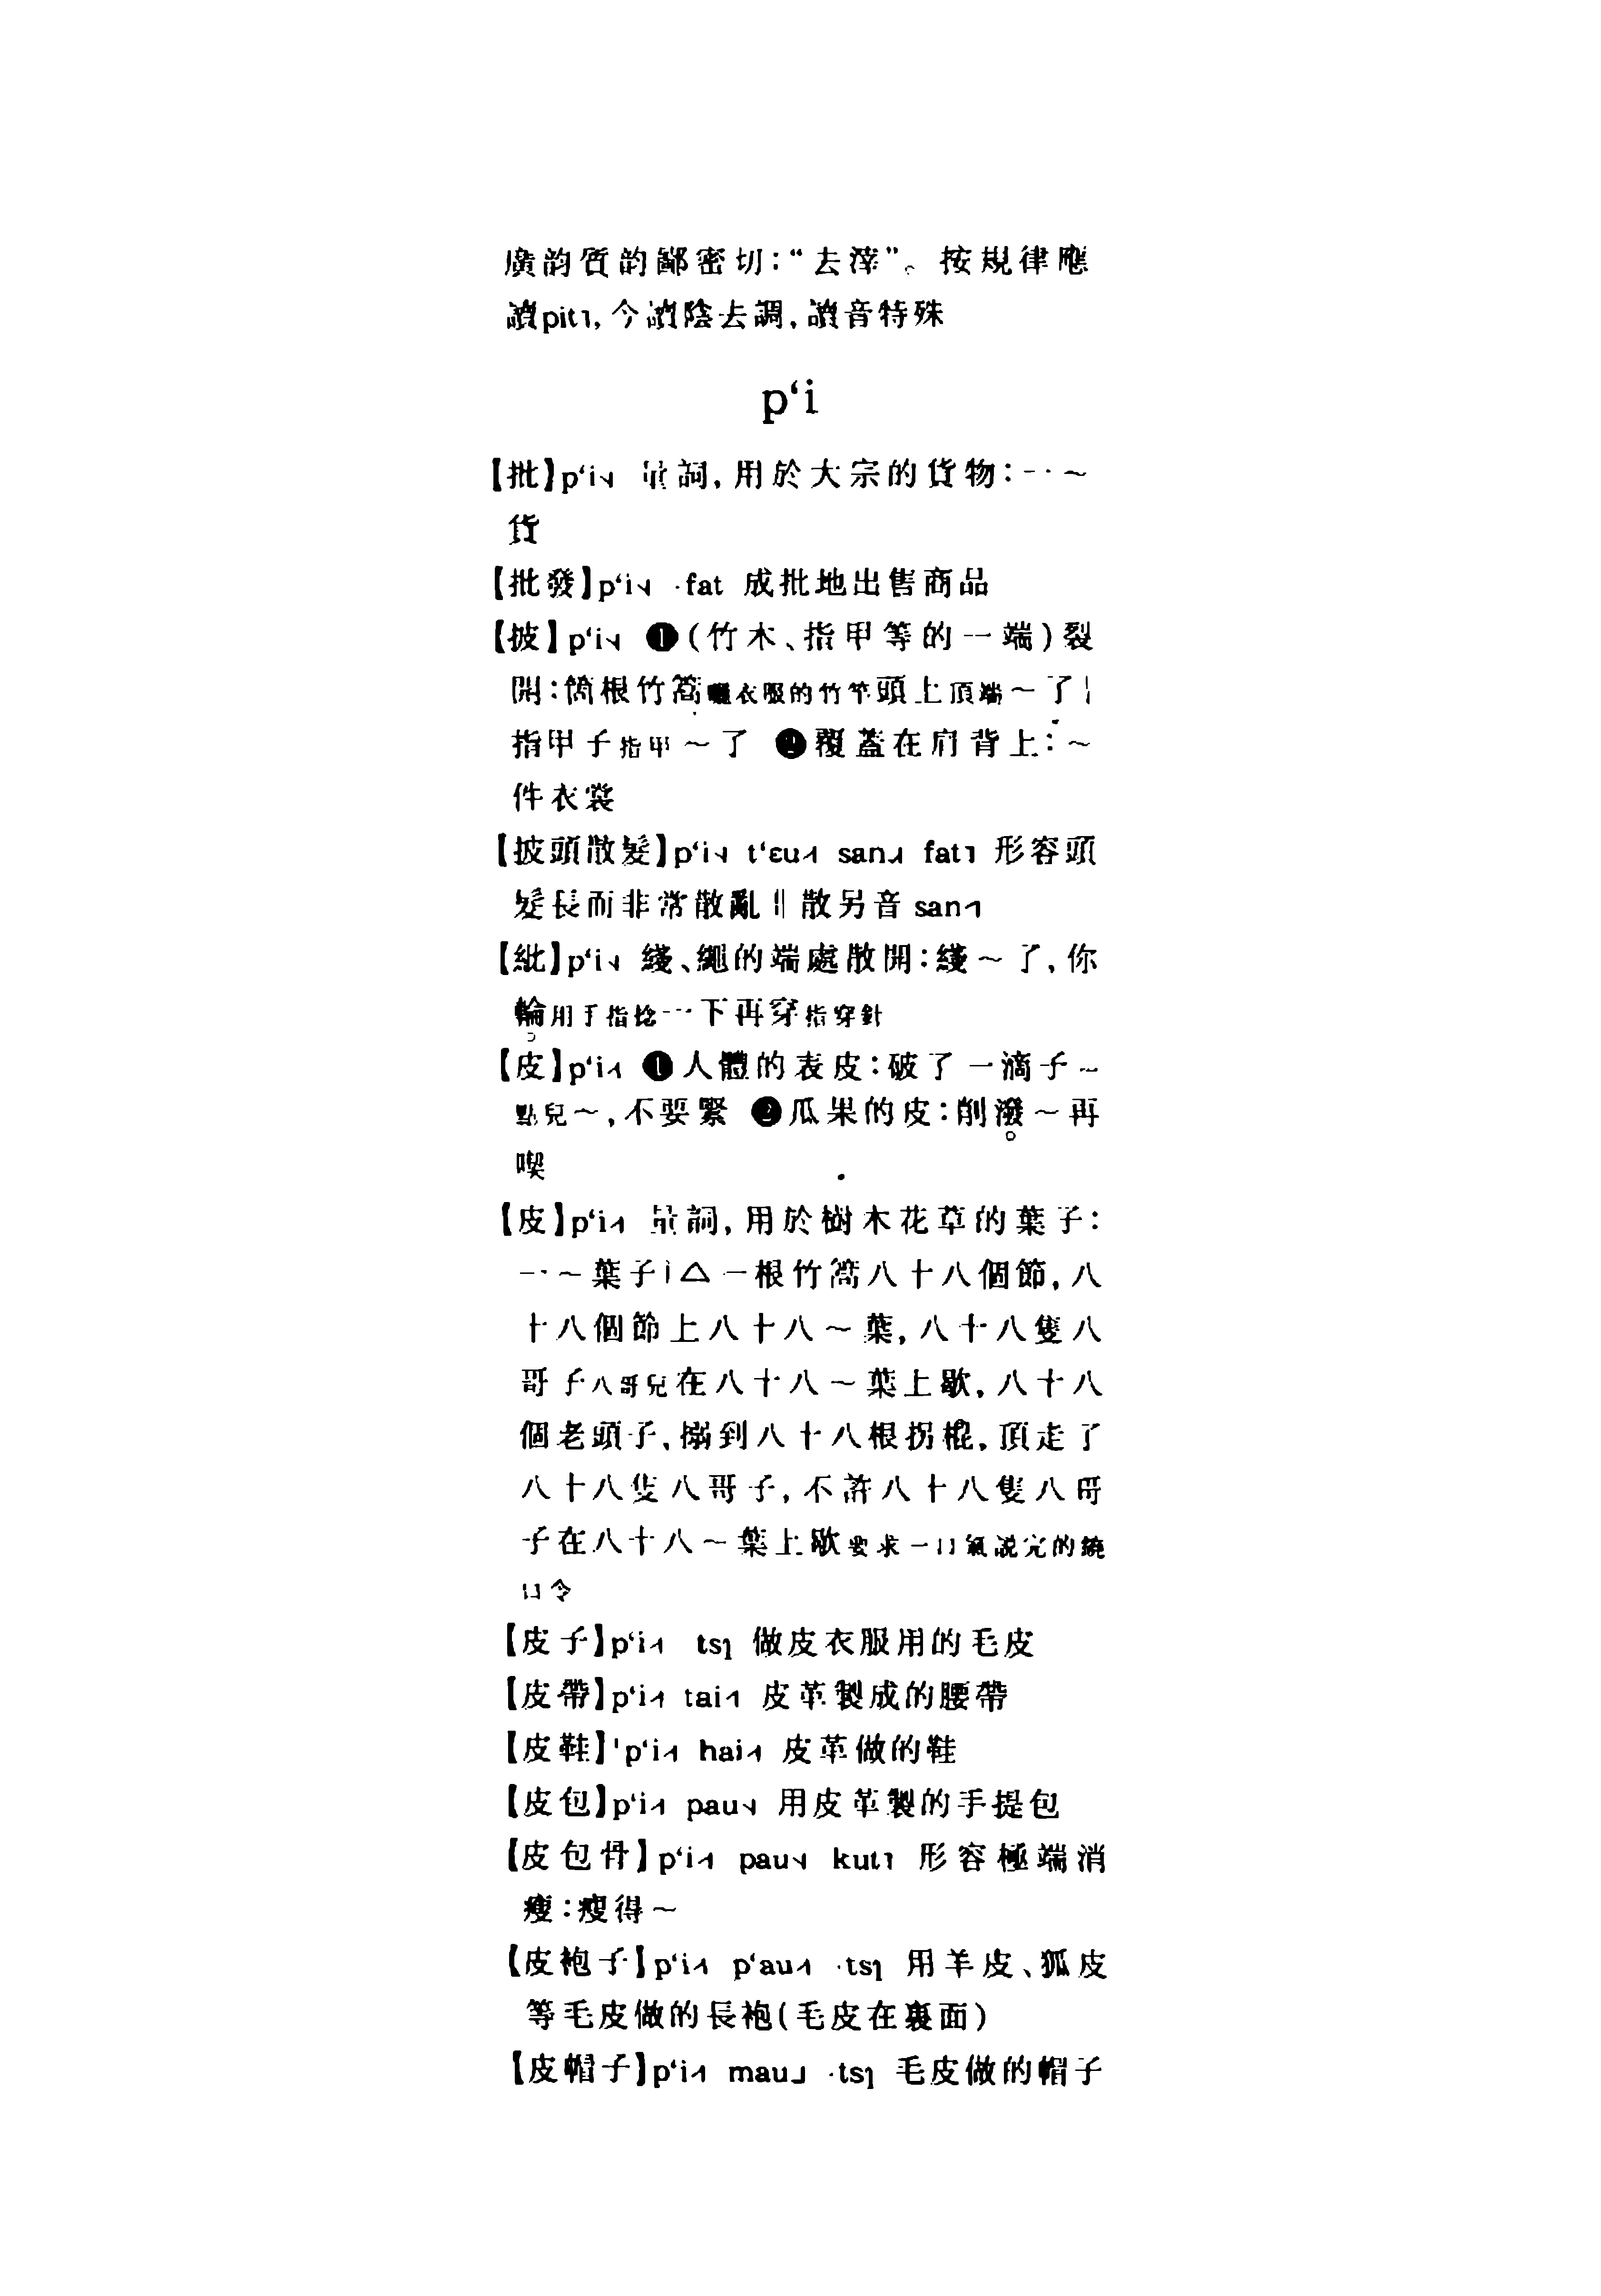 廣韵質韵鄙密切：“去滓”。按規律應
讀pit˥，今讀陰去調，讀音特殊
p‘i
【批】p‘i˧ 量詞，用於大宗的貨物：一～
貨
【批發】p‘i˧ ·fat 成批地出售商品
【披】p‘i˧ ❶（竹木、指甲等的一端）裂
開：箇根竹篙曬衣服的竹竿頭上頂端～了｜
指甲子指甲～了 ❷覆蓋在肩背上：～
件衣裳
【披頭散髮】p‘i˧ t‘ɛu˧ san˩ fat˥ 形容頭
髮長而非常散亂‖散另音 san˦
【紕】p‘i˧ 綫、繩的端處散開：綫～了，你
輪用手指捻一下再穿指穿針
【皮】p‘i˧ ❶人體的表皮：破了一滴子一
點兒～，不要緊 ❷瓜果的皮：削潑～再
喫
【皮】p‘i˧ 量詞，用於樹木花草的葉子：
一～葉子｜△一根竹篙八十八個節，八
十八個節上八十八～葉，八十八隻八
哥子八哥兒在八十八～葉上歇，八十八
個老頭子，搦到八十八根拐棍，頂走了
八十八隻八哥子，不許八十八隻八哥
子在八十八～葉上歇要求一口氣説完的繞
口令
【皮子】p‘i˧ tsɿ 做皮衣服用的毛皮
【皮帶】p‘i˧ tai˦ 皮革製成的腰帶
【皮鞋】p‘i˧ hai˧ 皮革做的鞋
【皮包】p‘i˧ pau˧ 用皮革製的手提包
【皮包骨】p‘i˧ pau˧ kut˥ 形容極端消
瘦：瘦得～
【皮袍子】p‘i˧ p‘au˧ ·tsɿ 用羊皮、狐皮
等毛皮做的長袍（毛皮在裏面）
【皮帽子】p‘i˧ mau˩ ·tsɿ 毛皮做的帽子